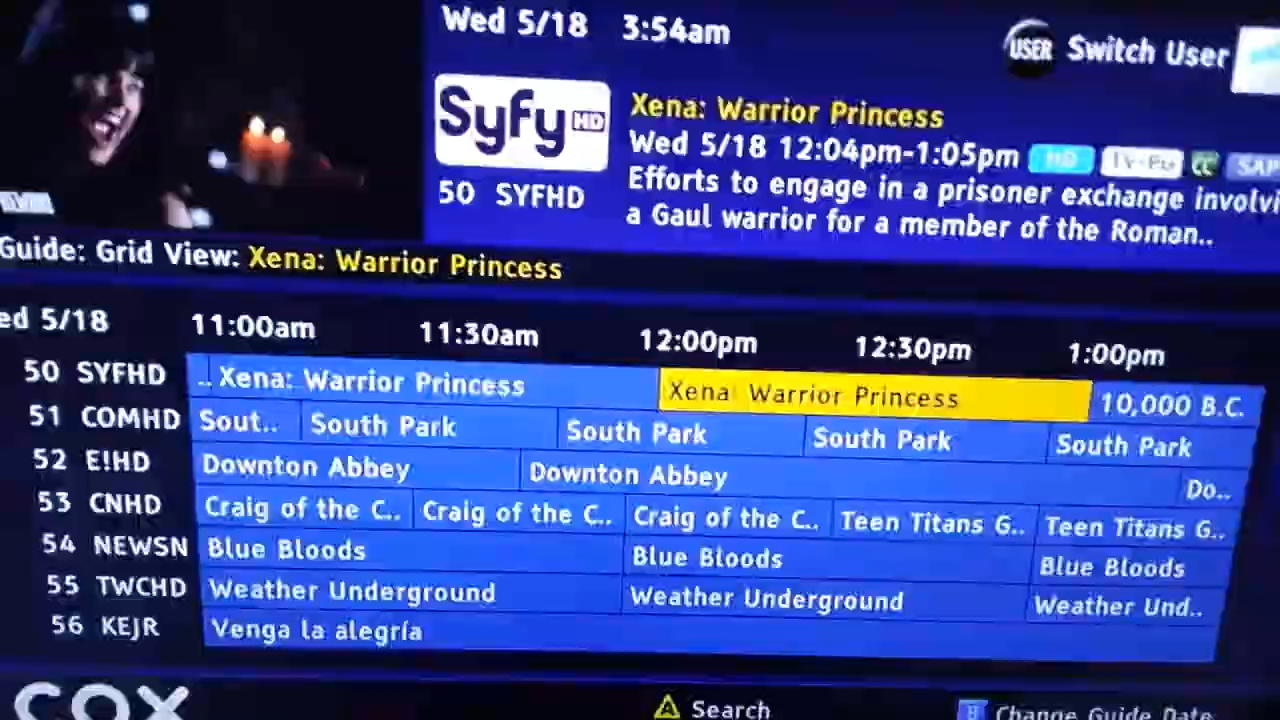 Wed 5/18 3:54am
USER Switch User
Syfy HD
50 SYFHD
Xena: Warrior Princess
Wed 5/18 12:04pm-1:05pm HD CC SAP
Efforts to engage in a prisoner exchange involvi
a Gaul warrior for a member of the Roman..
Guide: Grid View: Xena: Warrior Princess
ed 5/18 11:00am 11:30am 12:00pm 12:30pm 1:00pm
50 SYFHD .. Xena: Warrior Princess Xena: Warrior Princess 10,000 B.C.
51 COMHD Sout.. South Park South Park South Park South Park
52 E!HD Downton Abbey Downton Abbey Do..
53 CNHD Craig of the C.. Craig of the C.. Craig of the C.. Teen Titans G.. Teen Titans G..
54 NEWSN Blue Bloods Blue Bloods Blue Bloods
55 TWCHD Weather Underground Weather Underground Weather Und..
56 KEJR Venga la alegría
COX A Search B Change Guide Date